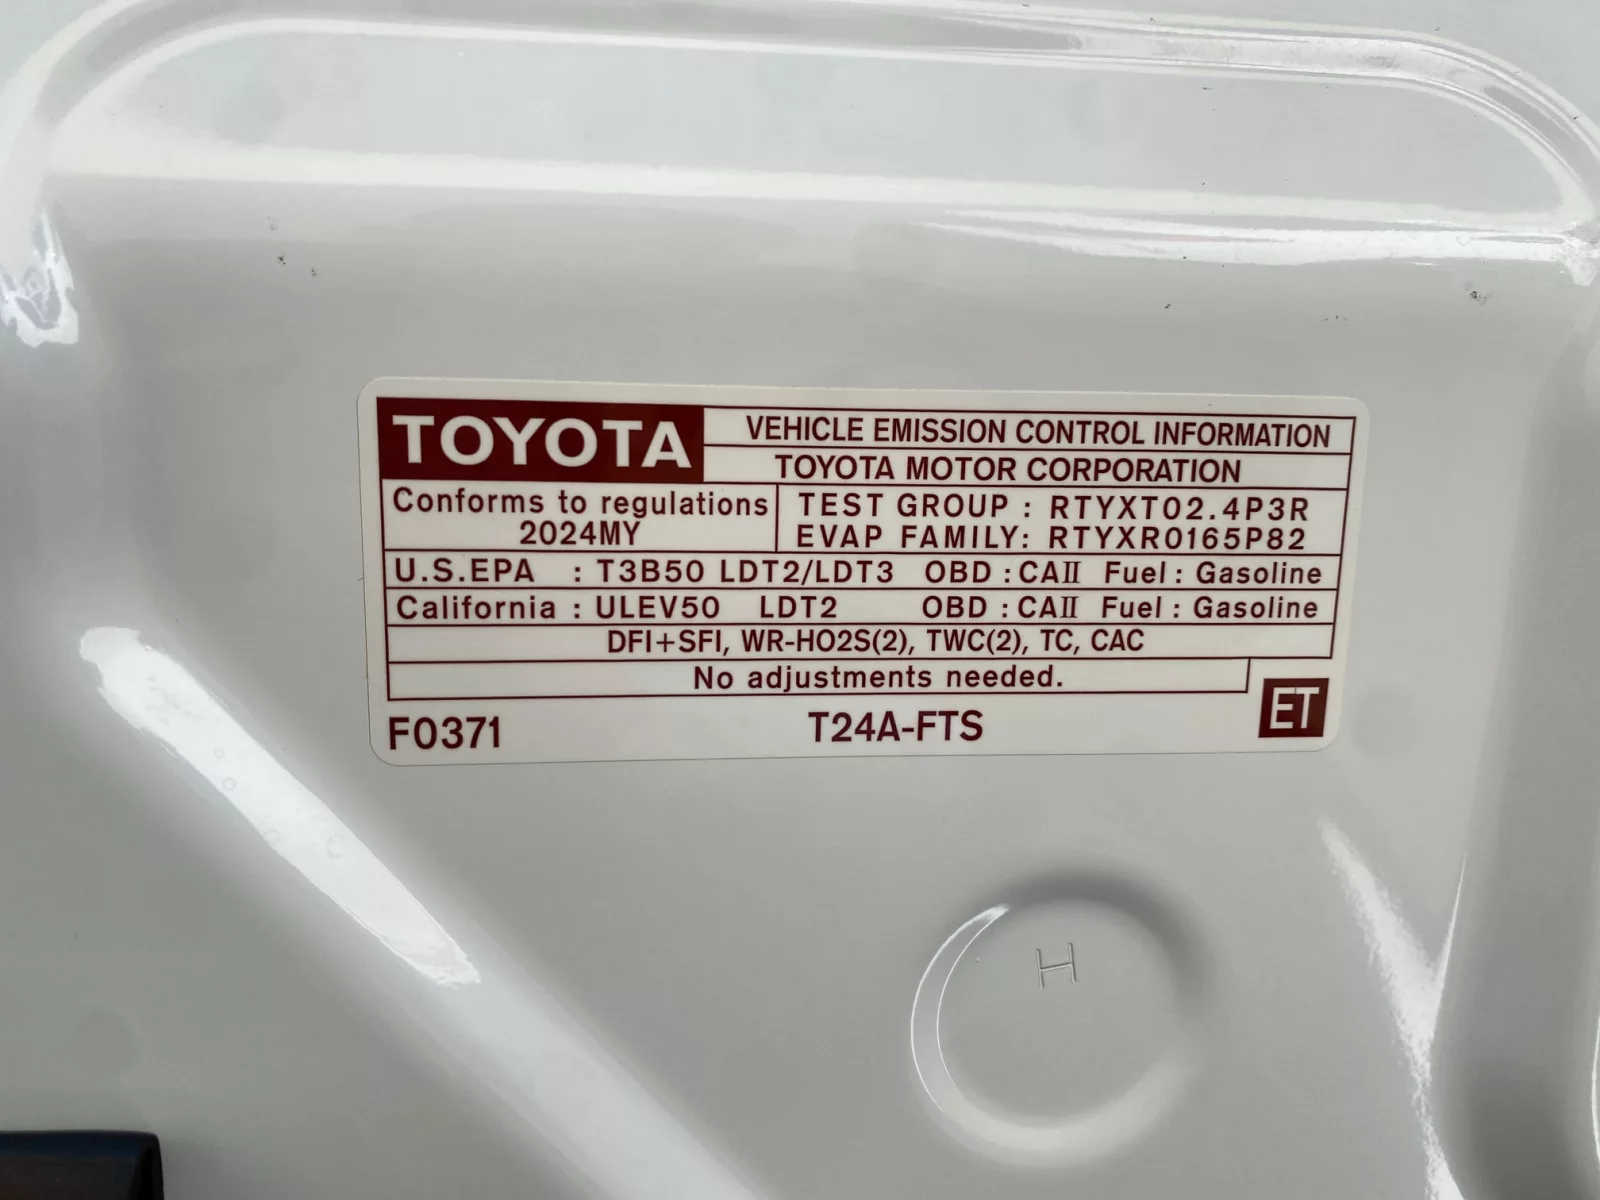 TOYOTA
VEHICLE EMISSION CONTROL INFORMATION
TOYOTA MOTOR CORPORATION
Conforms to regulations
2024MY
TEST GROUP : RTYXT02.4P3R
EVAP FAMILY: RTYXR0165P82
U.S.EPA : T3B50 LDT2/LDT3 OBD : CAⅡ Fuel : Gasoline
California : ULEV50 LDT2 OBD : CAⅡ Fuel : Gasoline
DFI+SFI, WR-HO2S(2), TWC(2), TC, CAC
No adjustments needed.
F0371 T24A-FTS ET
H